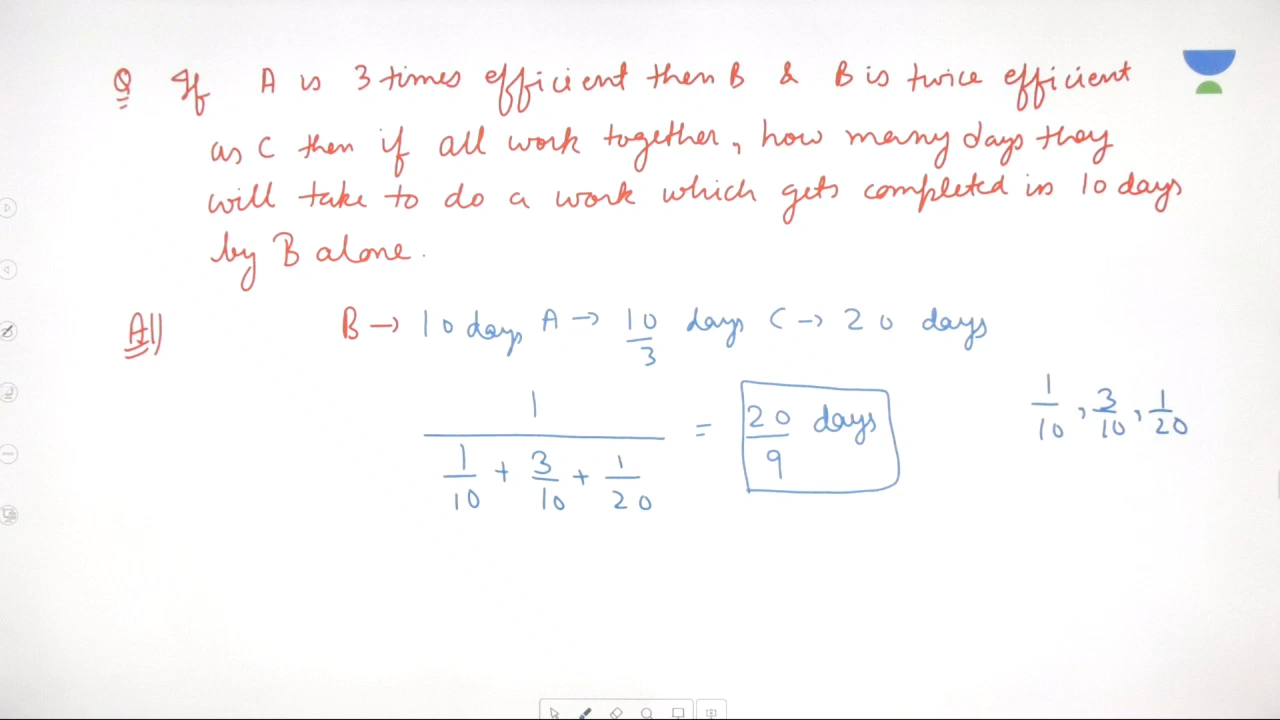 Q If A is 3 times efficient then B & B is twice efficient
as C then if all work together, how many days they
will take to do a work which gets completed in 10 days
by B alone.
A1) B → 10 days A → 10/3 days C → 20 days
1/(1/10 + 3/10 + 1/20) = 20/9 days
1/10, 3/10, 1/20